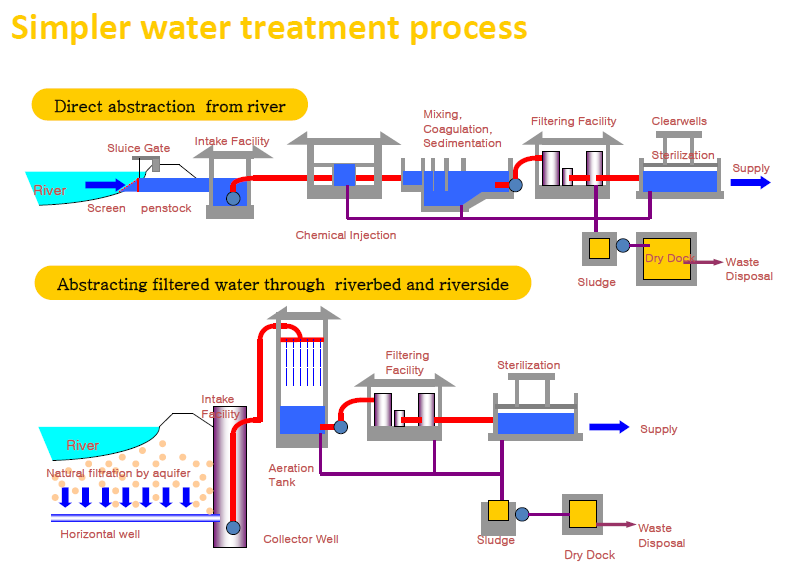 Simpler water treatment process
Direct abstraction from river
Mixing,
Coagulation,
Sedimentation
Filtering Facility
Clearwells
Sluice Gate
Intake Facility
Sterilization
Supply
River
Screen penstock
Chemical Injection
Dry Dock
Waste
Disposal
Sludge
Abstracting filtered water through riverbed and riverside
Filtering
Facility
Sterilization
Intake
Facility
Supply
River
Natural filtration by aquifer
Aeration
Tank
Horizontal well
Collector Well
Sludge
Waste
Disposal
Dry Dock